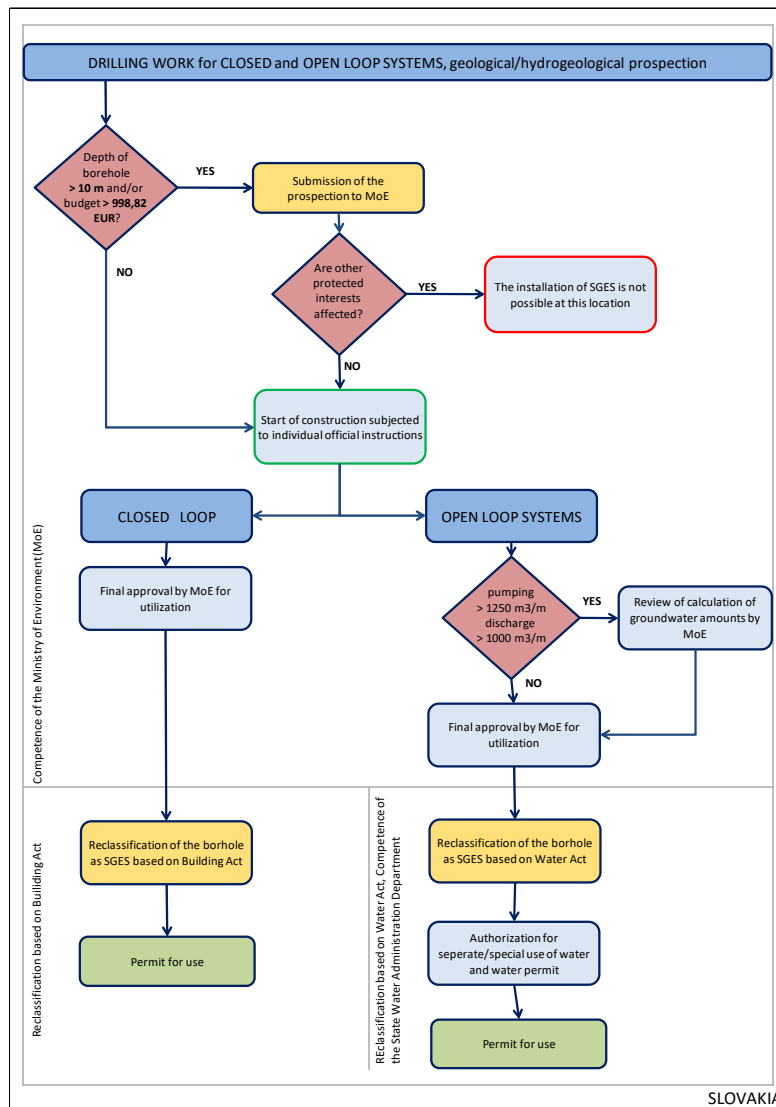 DRILLING WORK for CLOSED and OPEN LOOP SYSTEMS, geological/hydrogeological prospection
Depth of
borehole
> 10 m and/or
budget > 998,82
EUR?
YES
Submission of the
prospection to MoE
NO
Are other
protected
interests
affected?
YES
The installation of SGES is not
possible at this location
NO
Start of construction subjected
to individual official instructions
CLOSED LOOP
OPEN LOOP SYSTEMS
Final approval by MoE for
utilization
pumping
> 1250 m3/m
discharge
> 1000 m3/m
YES
Review of calculation of
groundwater amounts by
MoE
NO
Final approval by MoE for
utilization
Competence of the Ministry of Environment (MoE)
Reclassification of the borehole
as SGES based on Building Act
Permit for use
Reclassification based on Builiding Act
Reclassification of the borehole
as SGES based on Water Act
Authorization for
seperate/special use of water
and water permit
Permit for use
REclassification based on Water Act, Competence of
the State Water Administration Department
SLOVAKIA